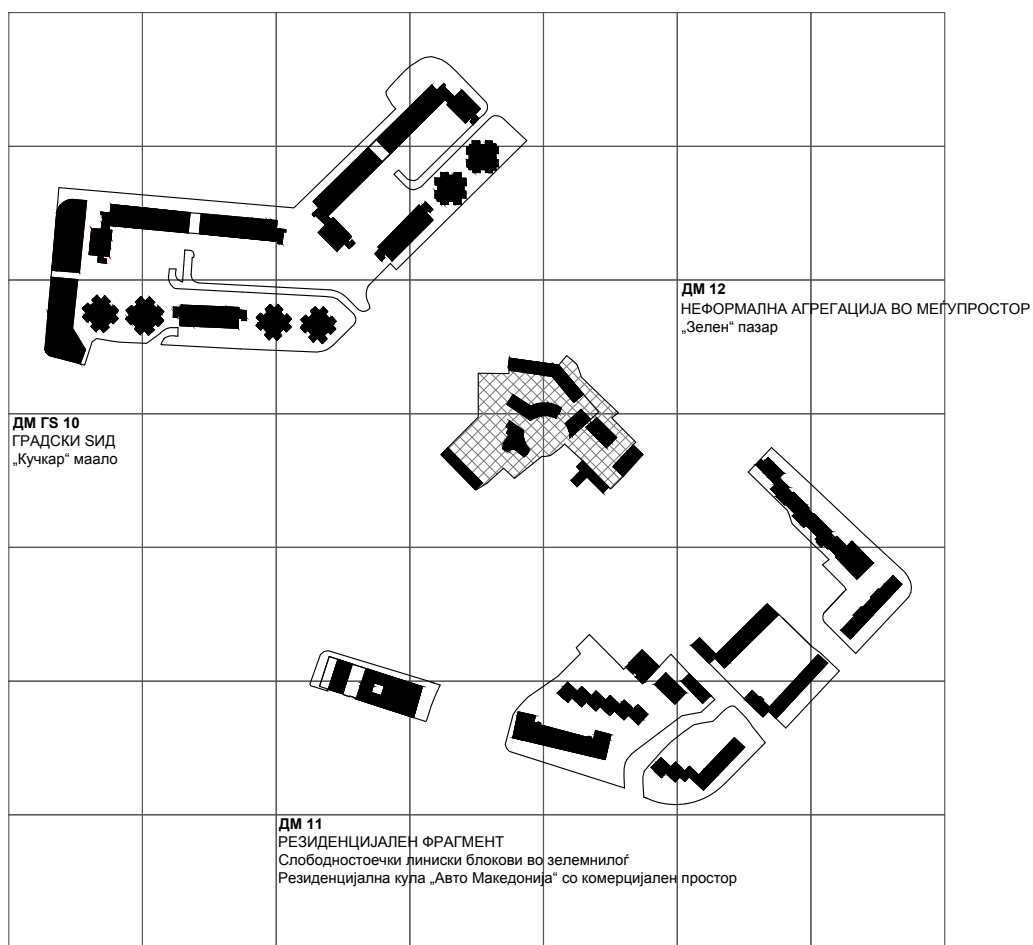 ДМ 12
НЕФОРМАЛНА АГРЕГАЦИЈА ВО МЕЃУПРОСТОР
„Зелен“ пазар
ДМ ГЅ 10
ГРАДСКИ ЅИД
„Кучкар“ маало
ДМ 11
РЕЗИДЕНЦИЈАЛЕН ФРАГМЕНТ
Слободностоечки линиски блокови во зелемнилоѓ
Резиденцијална кула „Авто Македонија“ со комерцијален простор